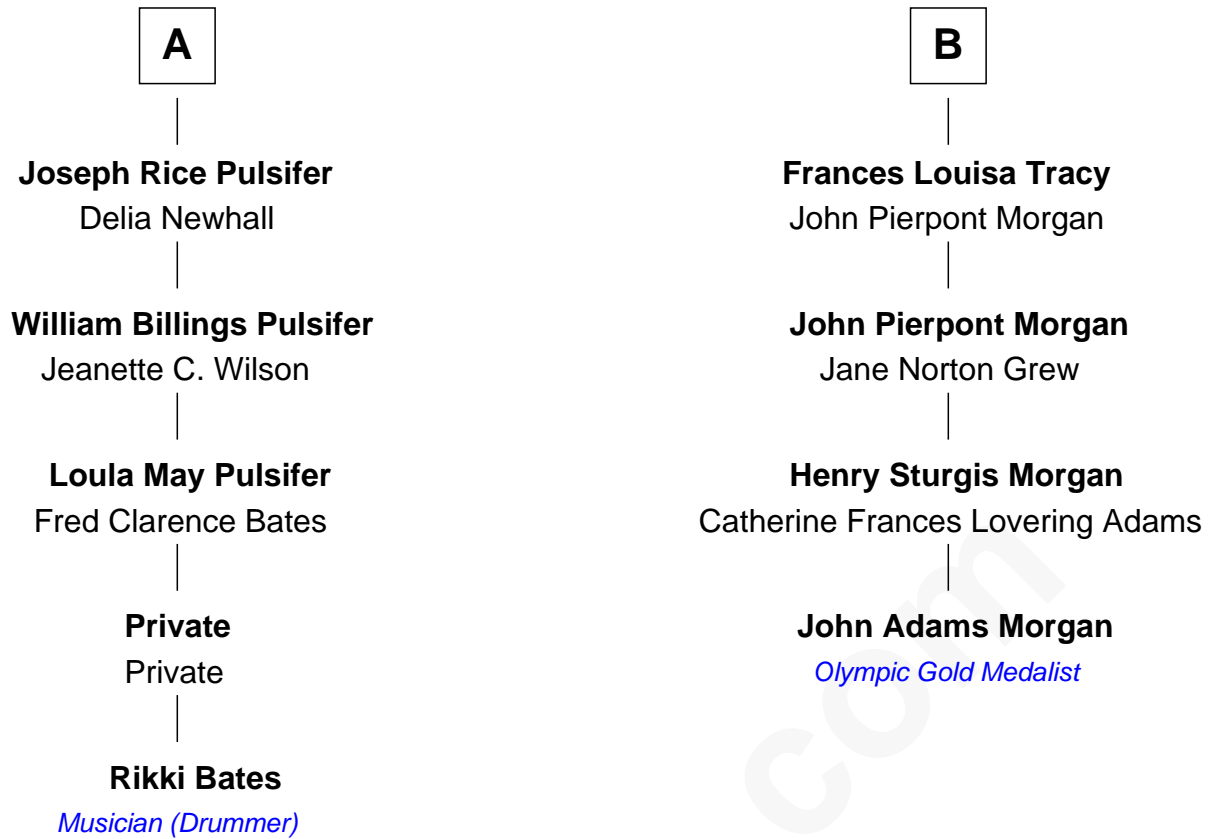 A
Joseph Rice Pulsifer
Delia Newhall
William Billings Pulsifer
Jeanette C. Wilson
Loula May Pulsifer
Fred Clarence Bates
Private
Private
Rikki Bates
Musician (Drummer)
B
Frances Louisa Tracy
John Pierpont Morgan
John Pierpont Morgan
Jane Norton Grew
Henry Sturgis Morgan
Catherine Frances Lovering Adams
John Adams Morgan
Olympic Gold Medalist
com